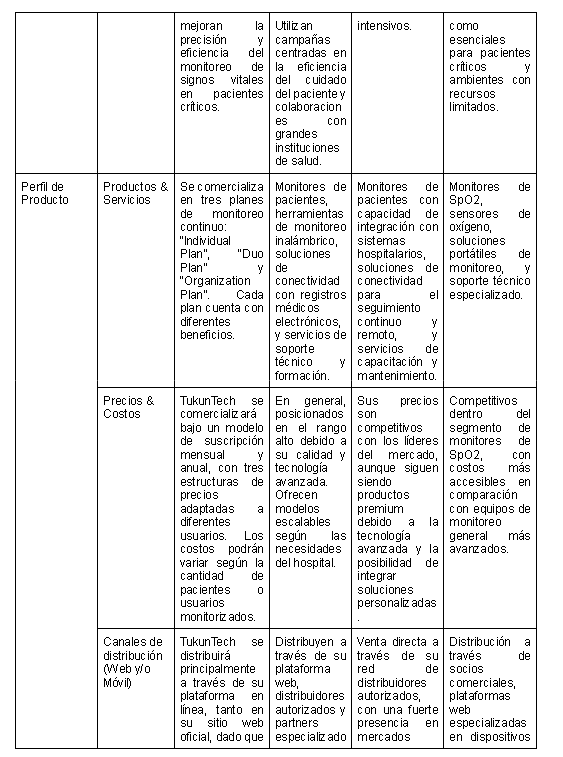 mejoran la
precisión y
eficiencia del
monitoreo de
signos vitales
en pacientes
críticos.
Utilizan
campañas
centradas en
la eficiencia
del cuidado
del paciente y
colaboracion
es con
grandes
instituciones
de salud.
intensivos.
como
esenciales
para pacientes
críticos y
ambientes con
recursos
limitados.
Perfil de
Producto
Productos &
Servicios
Se comercializa
en tres planes
de monitoreo
continuo:
"Individual
Plan", "Duo
Plan" y
"Organization
Plan". Cada
plan cuenta con
diferentes
beneficios.
Monitores de
pacientes,
herramientas
de monitoreo
inalámbrico,
soluciones
de
conectividad
con registros
médicos
electrónicos,
y servicios de
soporte
técnico y
formación.
Monitores de
pacientes con
capacidad de
integración con
sistemas
hospitalarios,
soluciones de
conectividad
para el
seguimiento
continuo y
remoto, y
servicios de
capacitación y
mantenimiento.
Monitores de
SpO2,
sensores de
oxígeno,
soluciones
portátiles de
monitoreo, y
soporte técnico
especializado.
Precios &
Costos
TukunTech se
comercializará
bajo un modelo
de suscripción
mensual y
anual, con tres
estructuras de
precios
adaptadas a
diferentes
usuarios. Los
costos podrán
variar según la
cantidad de
pacientes o
usuarios
monitorizados.
En general,
posicionados
en el rango
alto debido a
su calidad y
tecnología
avanzada.
Ofrecen
modelos
escalables
según las
necesidades
del hospital.
Sus precios
son
competitivos
con los líderes
del mercado,
aunque siguen
siendo
productos
premium
debido a la
tecnología
avanzada y la
posibilidad de
integrar
soluciones
personalizadas
.
Competitivos
dentro del
segmento de
monitores de
SpO2, con
costos más
accesibles en
comparación
con equipos de
monitoreo
general más
avanzados.
Canales de
distribución
(Web y/o
Móvil)
TukunTech se
distribuirá
principalmente
a través de su
plataforma en
línea, tanto en
su sitio web
oficial, dado que
Distribuyen a
través de su
plataforma
web,
distribuidores
autorizados y
partners
especializado
Venta directa a
través de su
red de
distribuidores
autorizados,
con una fuerte
presencia en
mercados
Distribución a
través de
socios
comerciales,
plataformas
web
especializadas
en dispositivos